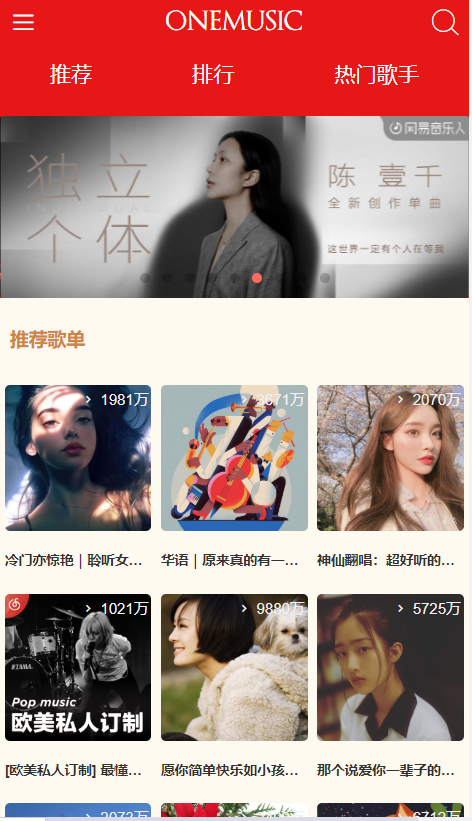 ONEMUSIC
推荐
排行
热门歌手
网易音乐人
独立
个体
陈壹千
全新创作单曲
这世界一定有个人在等我
推荐歌单
1981万
2070万
冷门亦惊艳 | 聆听女...
华语 | 原来真的有一...
神仙翻唱：超好听的...
1021万
9880万
5725万
TAMA
Pop music
欧美私人订制
[欧美私人订制] 最懂...
愿你简单快乐如小孩...
那个说爱你一辈子的...